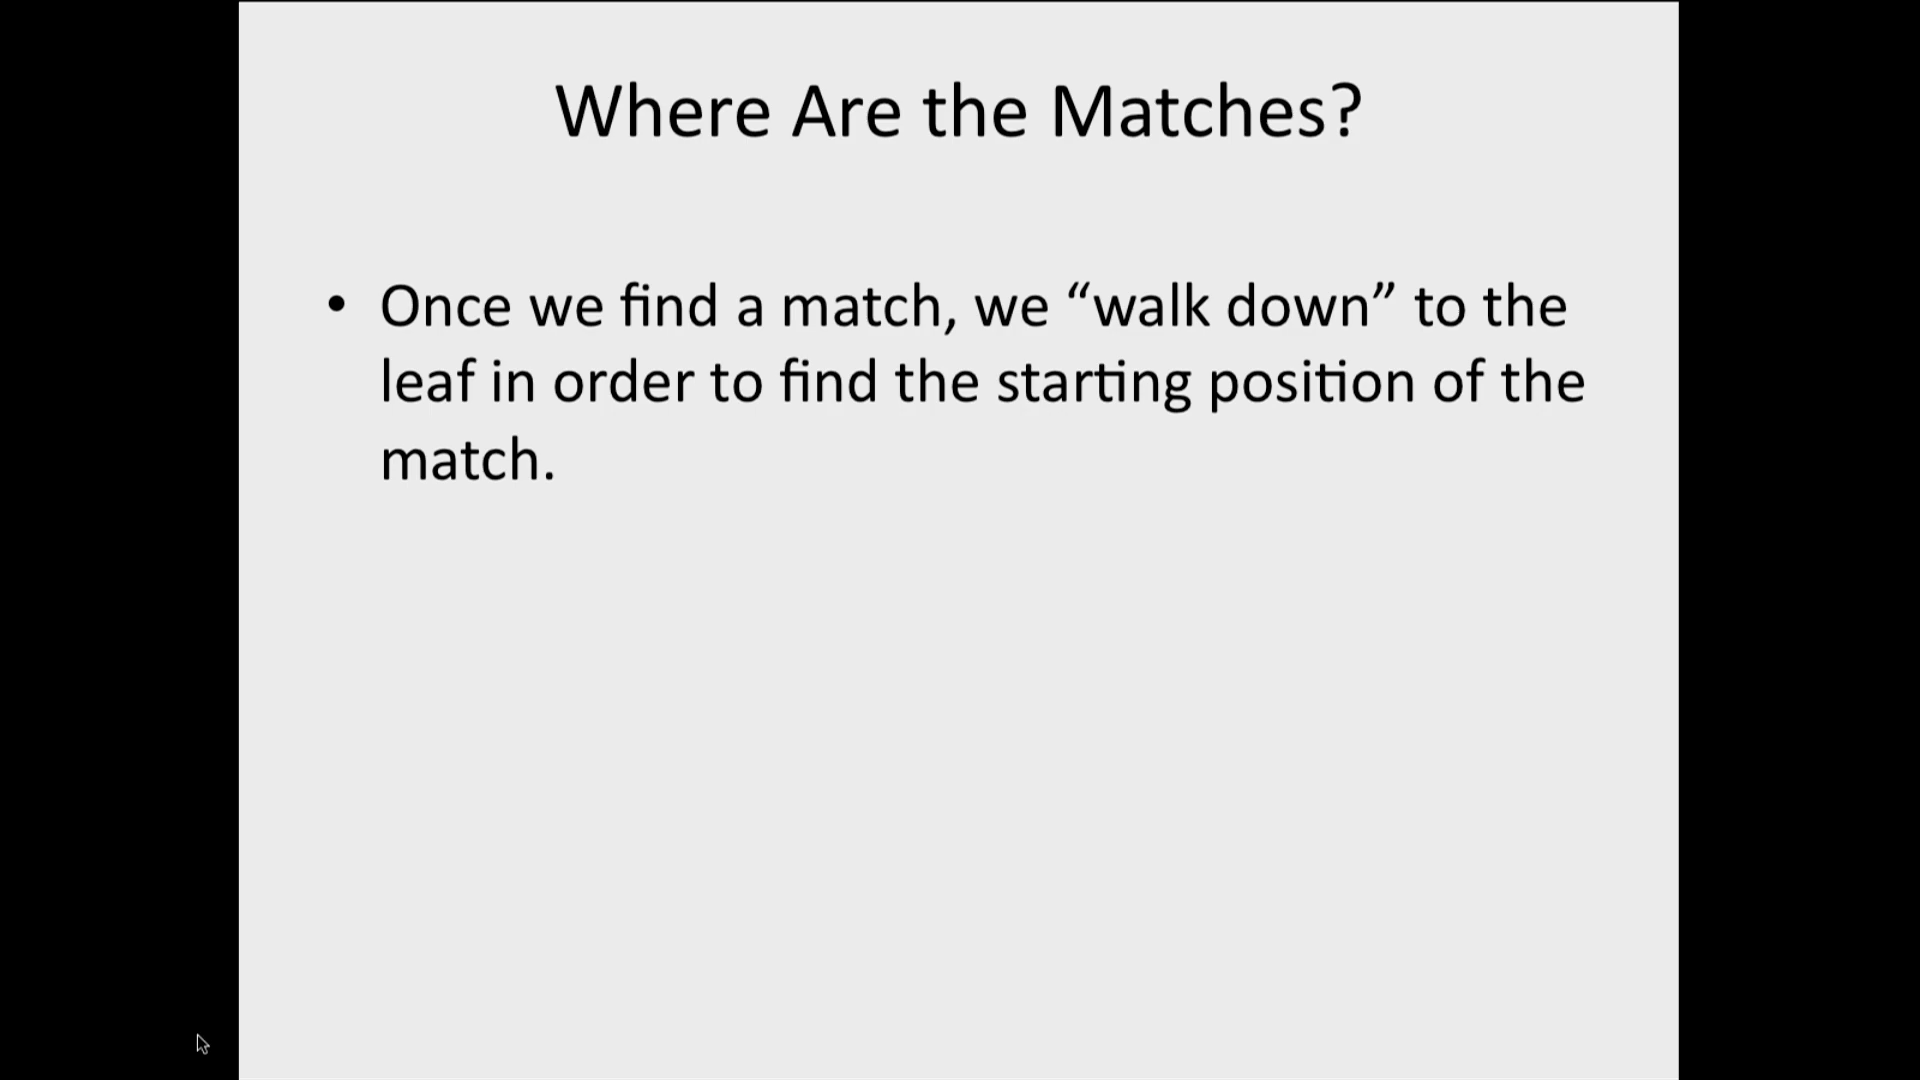 Where Are the Matches?
• Once we find a match, we “walk down” to the
leaf in order to find the starting position of the
match.